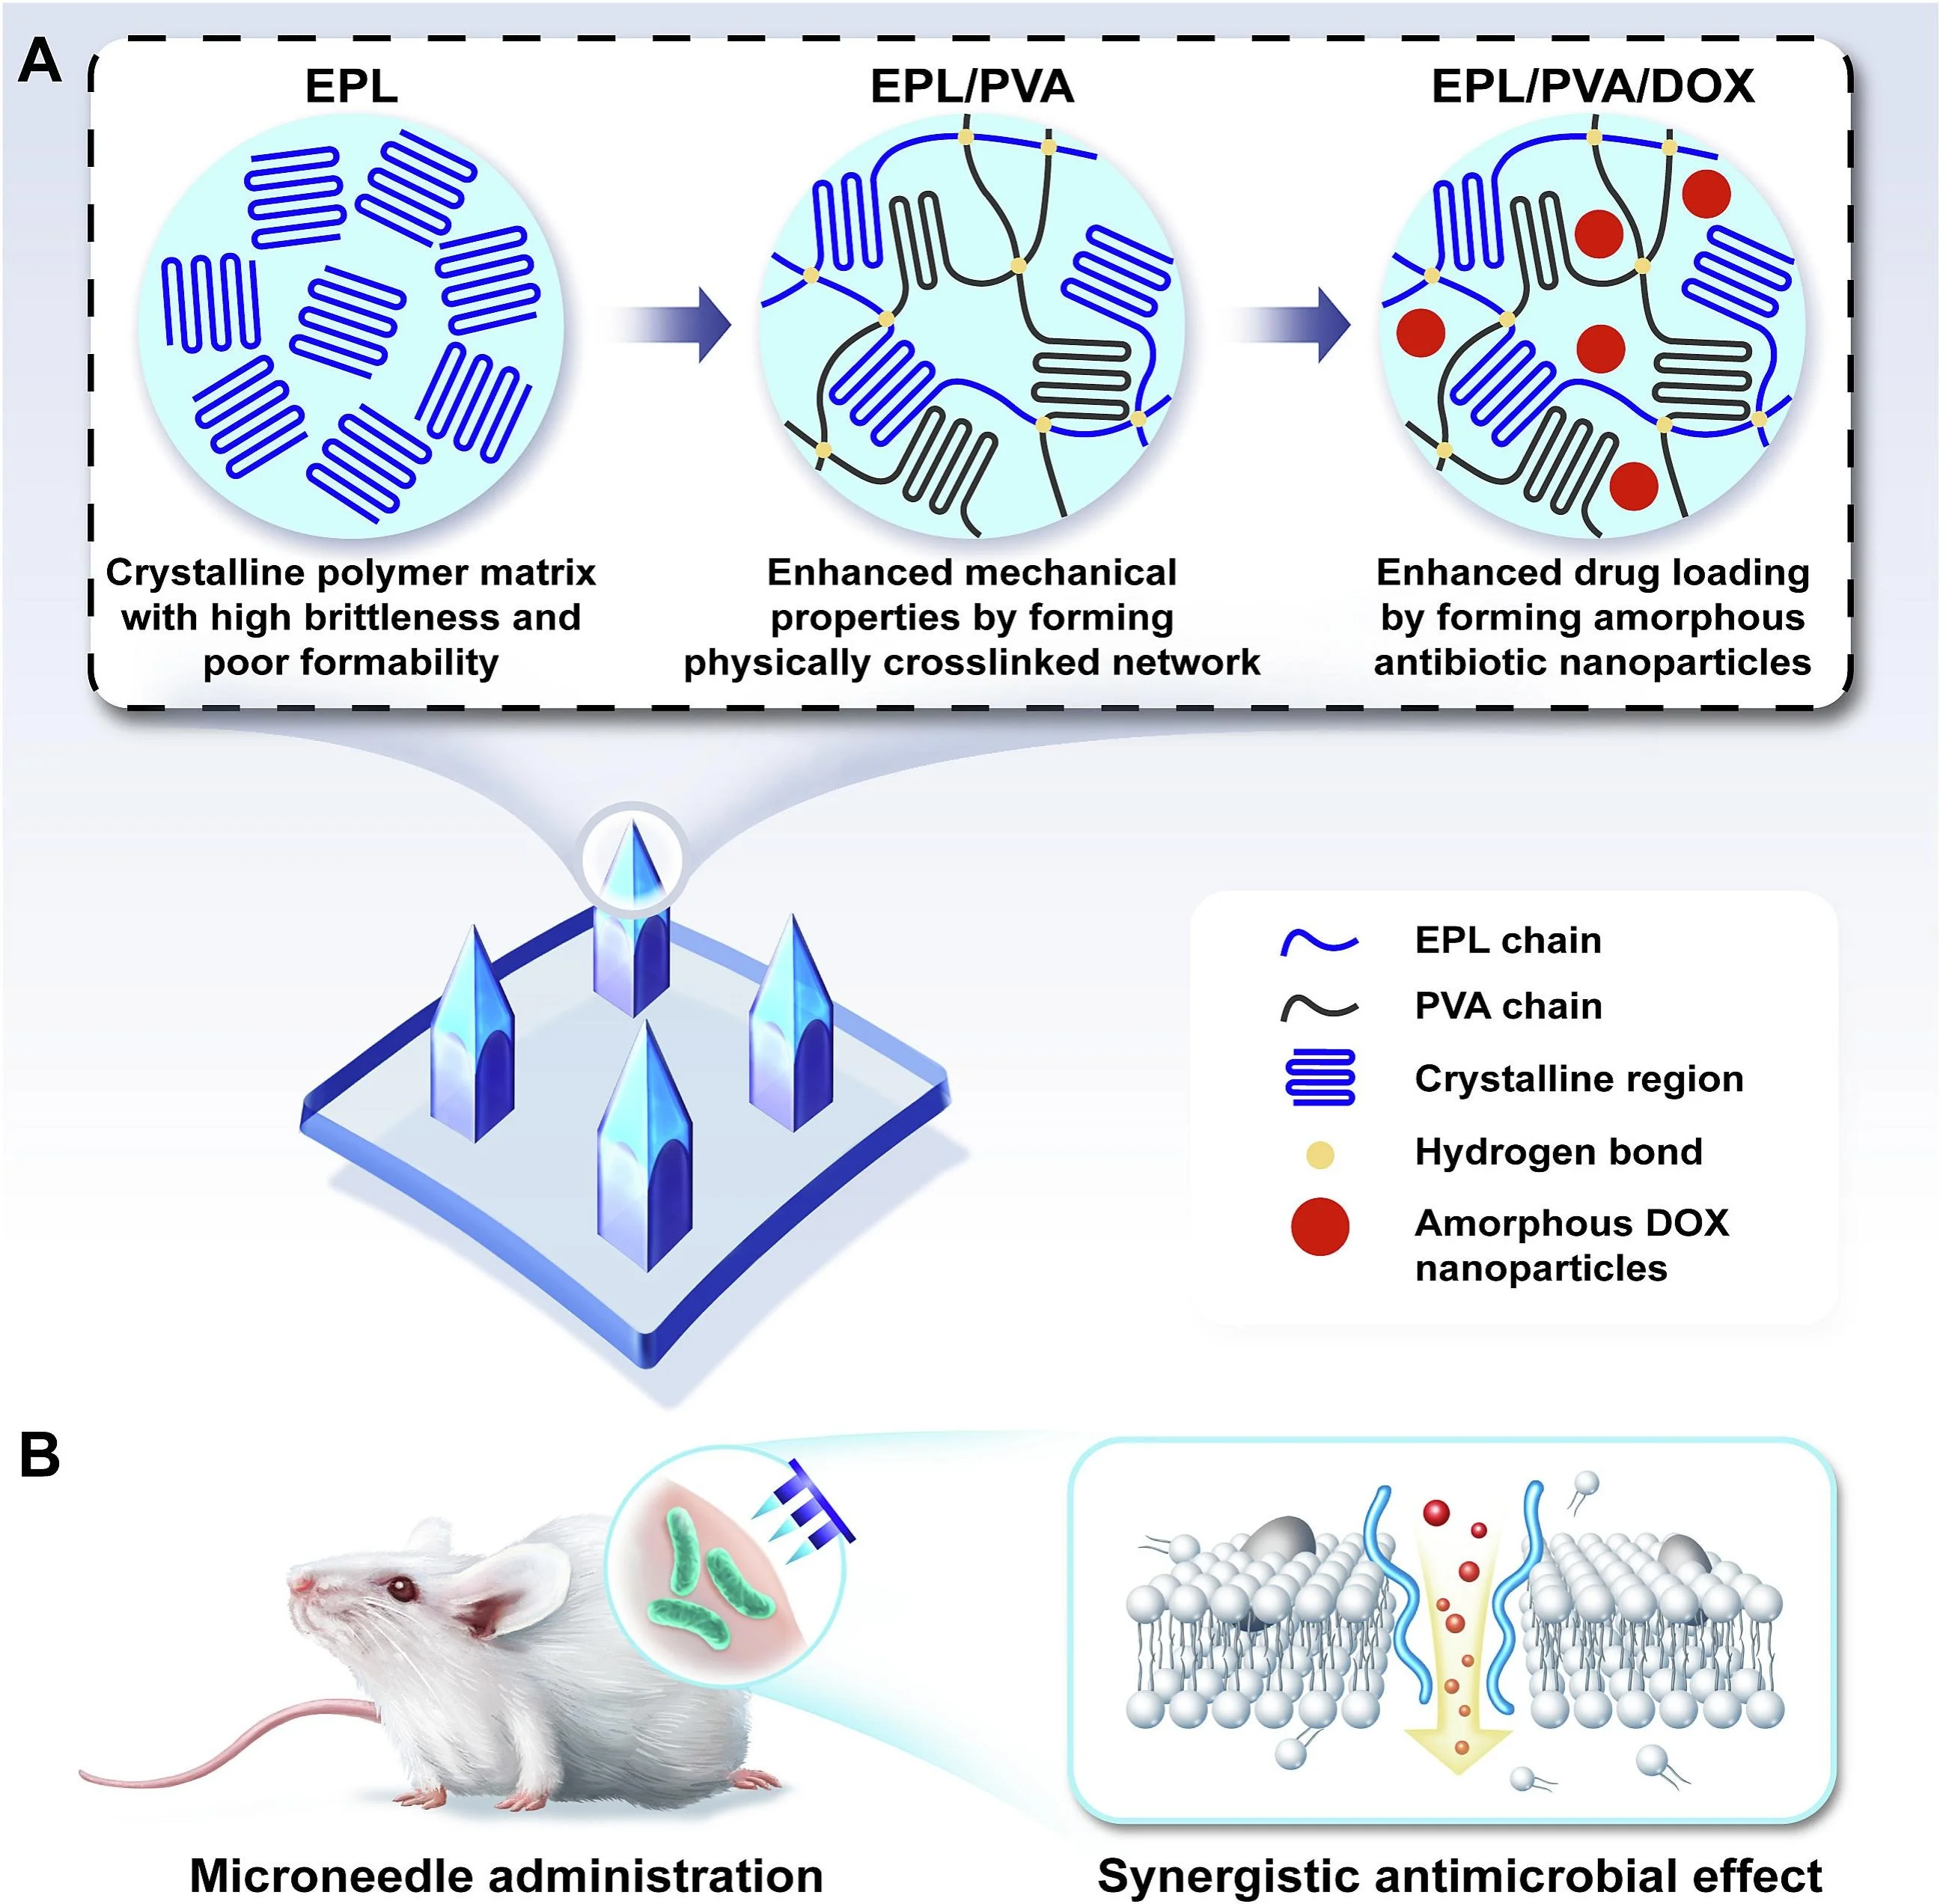 A
EPL
EPL/PVA
EPL/PVA/DOX
Crystalline polymer matrix
with high brittleness and
poor formability
Enhanced mechanical
properties by forming
physically crosslinked network
Enhanced drug loading
by forming amorphous
antibiotic nanoparticles
EPL chain
PVA chain
Crystalline region
Hydrogen bond
Amorphous DOX
nanoparticles
B
Microneedle administration
Synergistic antimicrobial effect